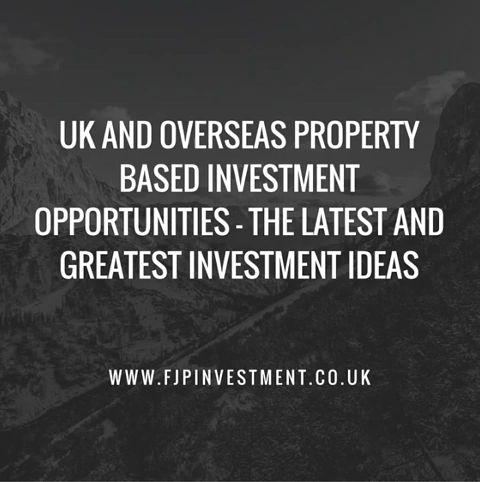 UK AND OVERSEAS PROPERTY
BASED INVESTMENT
OPPORTUNITIES - THE LATEST AND
GREATEST INVESTMENT IDEAS
WWW.FJPINVESTMENT.CO.UK